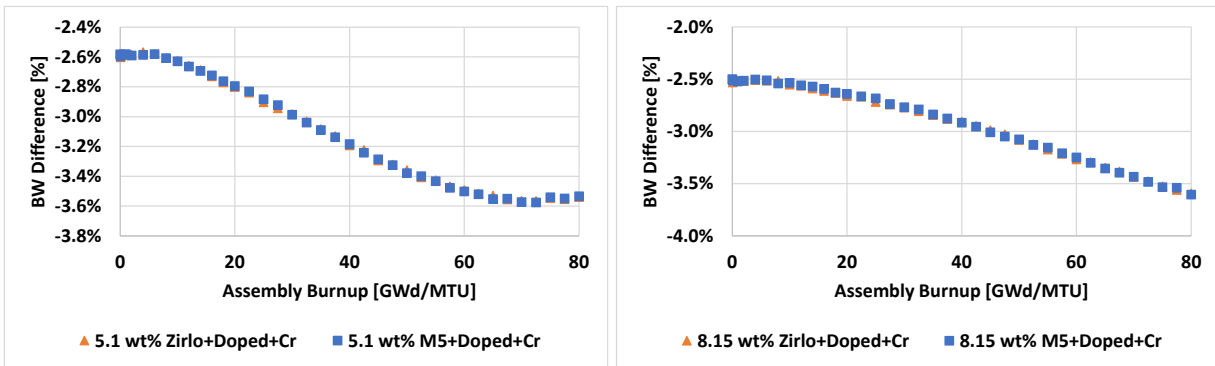 BW Difference [%]
-2.4%
-2.6%
-2.8%
-3.0%
-3.2%
-3.4%
-3.6%
-3.8%
0 20 40 60 80
Assembly Burnup [GWd/MTU]
5.1 wt% Zirlo+Doped+Cr 5.1 wt% M5+Doped+Cr
BW Difference [%]
-2.0%
-2.5%
-3.0%
-3.5%
-4.0%
0 20 40 60 80
Assembly Burnup [GWd/MTU]
8.15 wt% Zirlo+Doped+Cr 8.15 wt% M5+Doped+Cr